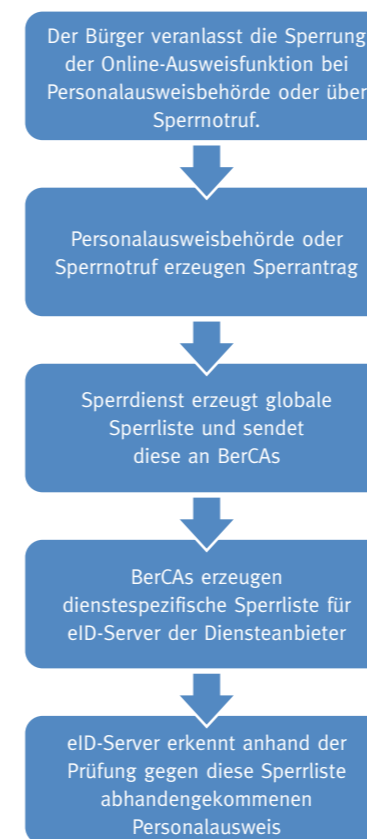 Der Bürger veranlasst die Sperrung
der Online-Ausweisfunktion bei
Personalausweisbehörde oder über
Sperrnotruf.
Personalausweisbehörde oder
Sperrnotruf erzeugen Sperrantrag
Sperrdienst erzeugt globale
Sperrliste und sendet
diese an BerCAs
BerCAs erzeugen
dienstespezifische Sperrliste für
eID-Server der Diensteanbieter
eID-Server erkennt anhand der
Prüfung gegen diese Sperrliste
abhandengekommenen
Personalausweis